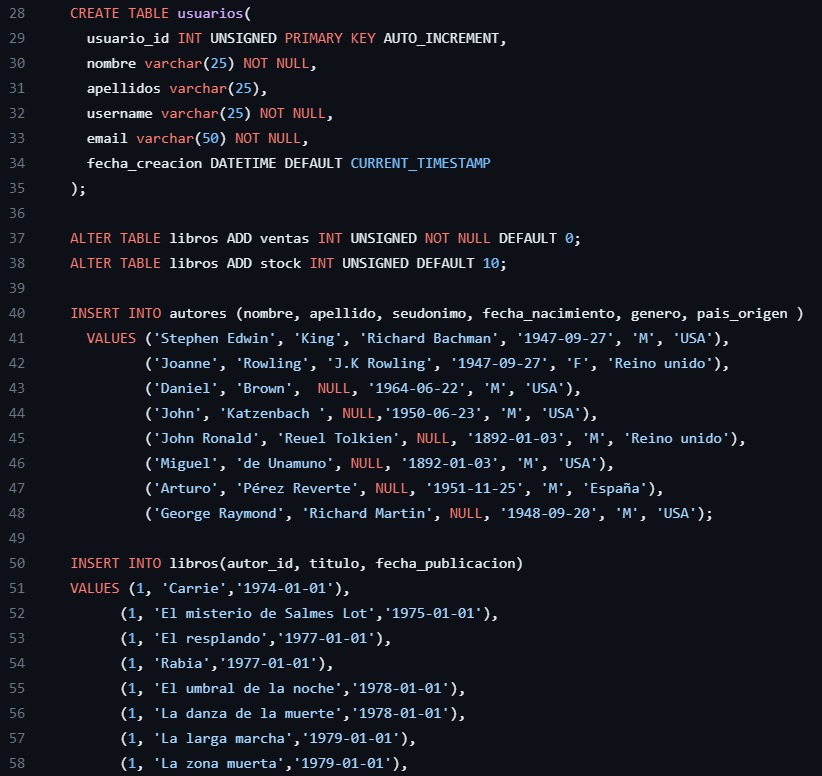 28 CREATE TABLE usuarios(
29 usuario_id INT UNSIGNED PRIMARY KEY AUTO_INCREMENT,
30 nombre varchar(25) NOT NULL,
31 apellidos varchar(25),
32 username varchar(25) NOT NULL,
33 email varchar(50) NOT NULL,
34 fecha_creacion DATETIME DEFAULT CURRENT_TIMESTAMP
35 );
36
37 ALTER TABLE libros ADD ventas INT UNSIGNED NOT NULL DEFAULT 0;
38 ALTER TABLE libros ADD stock INT UNSIGNED DEFAULT 10;
39
40 INSERT INTO autores (nombre, apellido, seudonimo, fecha_nacimiento, genero, pais_origen )
41 VALUES ('Stephen Edwin', 'King', 'Richard Bachman', '1947-09-27', 'M', 'USA'),
42 ('Joanne', 'Rowling', 'J.K Rowling', '1947-09-27', 'F', 'Reino unido'),
43 ('Daniel', 'Brown',  NULL, '1964-06-22', 'M', 'USA'),
44 ('John', 'Katzenbach ', NULL,'1950-06-23', 'M', 'USA'),
45 ('John Ronald', 'Reuel Tolkien', NULL, '1892-01-03', 'M', 'Reino unido'),
46 ('Miguel', 'de Unamuno', NULL, '1892-01-03', 'M', 'USA'),
47 ('Arturo', 'Pérez Reverte', NULL, '1951-11-25', 'M', 'España'),
48 ('George Raymond', 'Richard Martin', NULL, '1948-09-20', 'M', 'USA');
49
50 INSERT INTO libros(autor_id, titulo, fecha_publicacion)
51 VALUES (1, 'Carrie','1974-01-01'),
52 (1, 'El misterio de Salmes Lot','1975-01-01'),
53 (1, 'El resplando','1977-01-01'),
54 (1, 'Rabia','1977-01-01'),
55 (1, 'El umbral de la noche','1978-01-01'),
56 (1, 'La danza de la muerte','1978-01-01'),
57 (1, 'La larga marcha','1979-01-01'),
58 (1, 'La zona muerta','1979-01-01'),